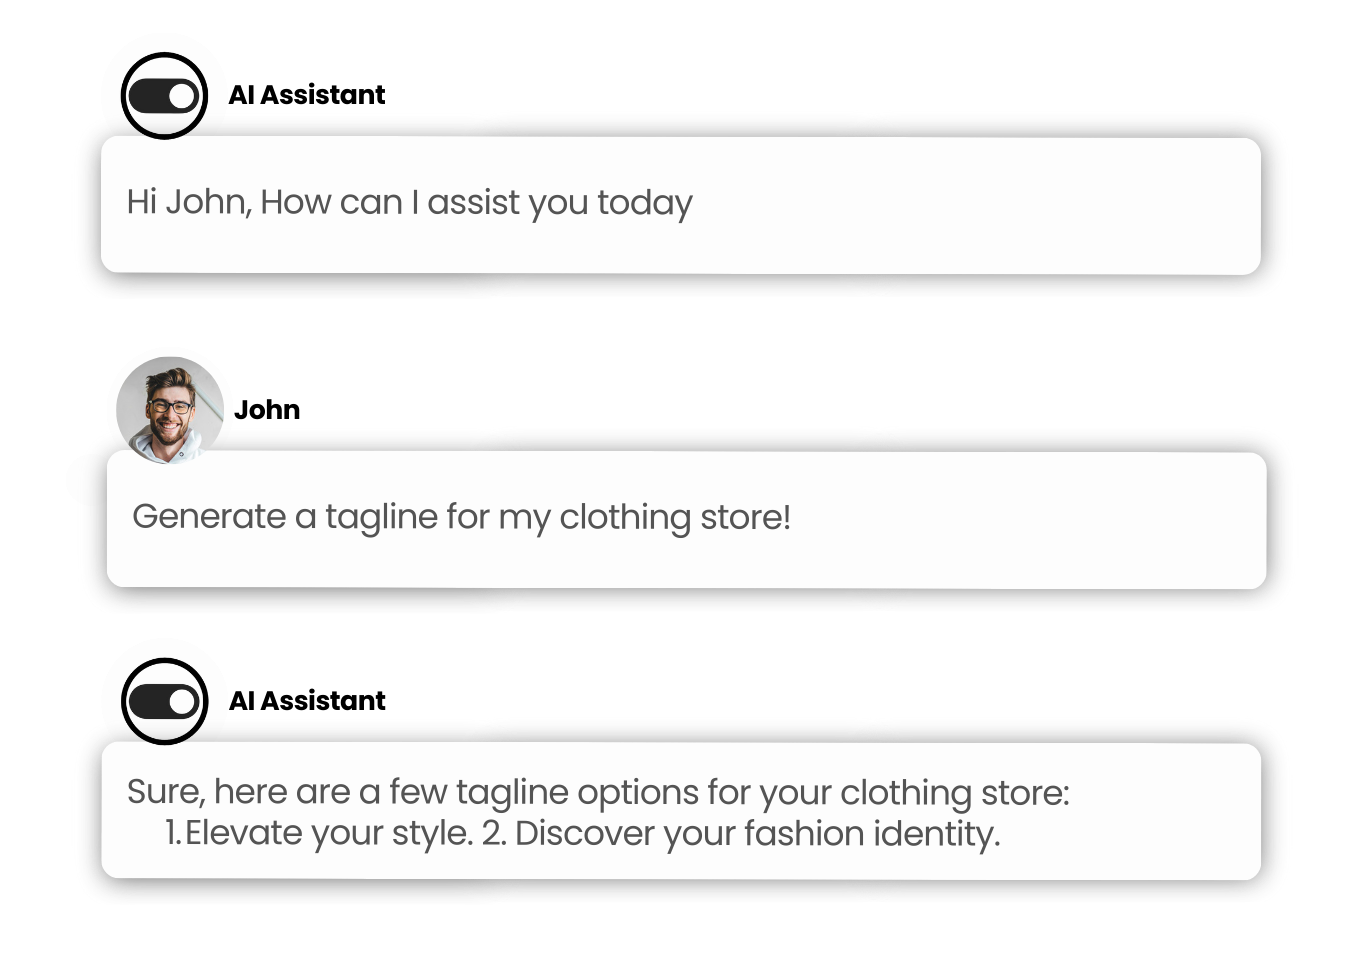 AI Assistant
Hi John, How can I assist you today
John
Generate a tagline for my clothing store!
AI Assistant
Sure, here are a few tagline options for your clothing store:
1. Elevate your style. 2. Discover your fashion identity.